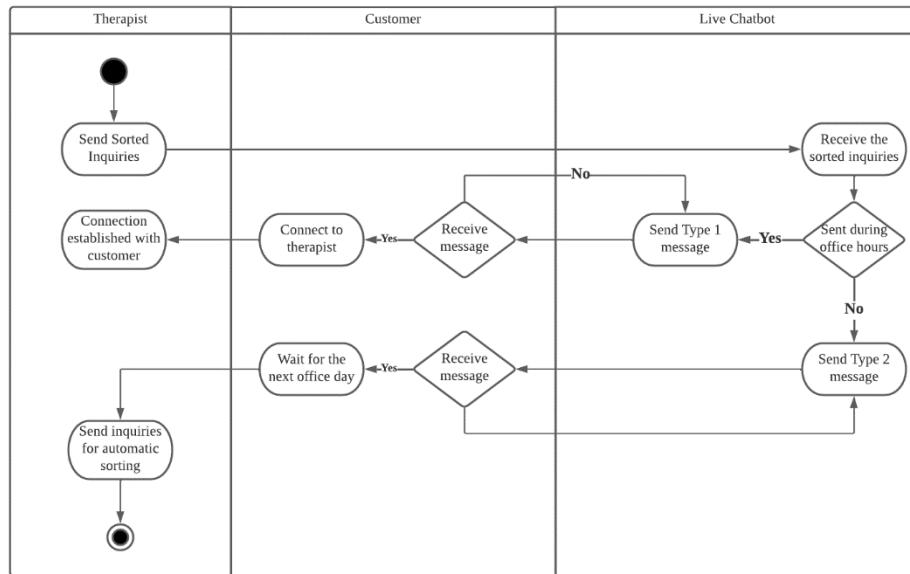 Therapist
Customer
Live Chatbot
Send Sorted
Inquiries
Receive the
sorted inquiries
No
Connection
established with
customer
Connect to
therapist
Yes
Receive
message
Send Type 1
message
Yes
Sent during
office hours
No
Wait for the
next office day
Yes
Receive
message
Send Type 2
message
Send inquiries
for automatic
sorting